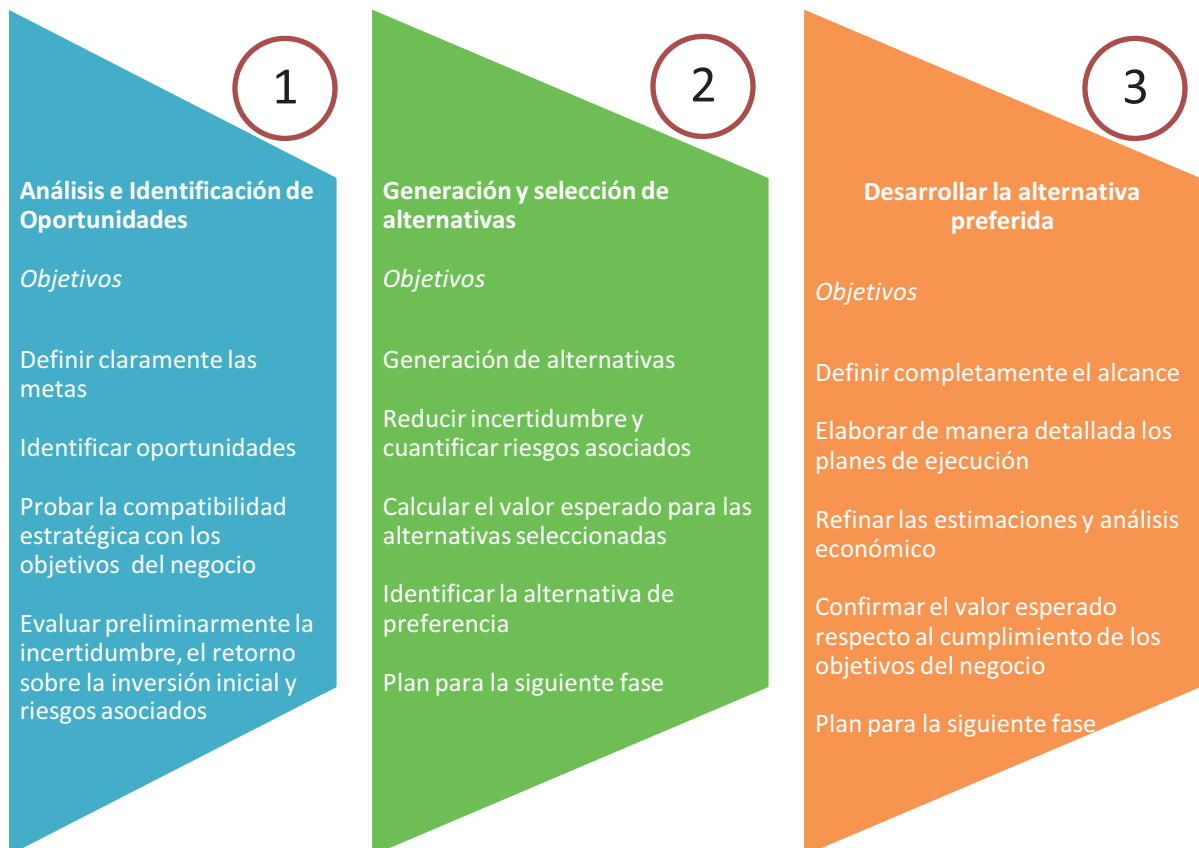 1
Análisis e Identificación de
Oportunidades
Objetivos
Definir claramente las
metas
Identificar oportunidades
Probar la compatibilidad
estratégica con los
objetivos del negocio
Evaluar preliminarmente la
incertidumbre, el retorno
sobre la inversión inicial y
riesgos asociados
2
Generación y selección de
alternativas
Objetivos
Generación de alternativas
Reducir incertidumbre y
cuantificar riesgos asociados
Calcular el valor esperado para las
alternativas seleccionadas
Identificar la alternativa de
preferencia
Plan para la siguiente fase
3
Desarrollar la alternativa
preferida
Objetivos
Definir completamente el alcance
Elaborar de manera detallada los
planes de ejecución
Refinar las estimaciones y análisis
económico
Confirmar el valor esperado
respecto al cumplimiento de los
objetivos del negocio
Plan para la siguiente fase